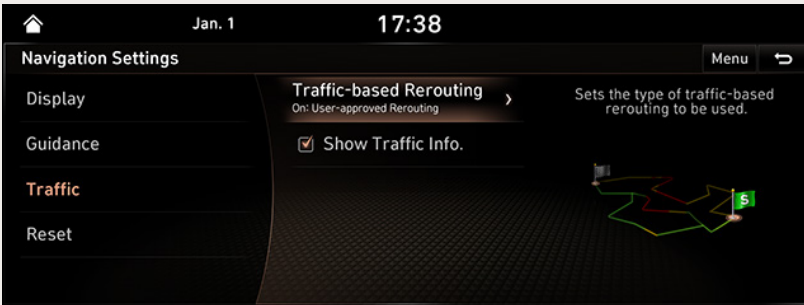 Jan. 1
17:38
Navigation Settings
Menu
Display
Guidance
Traffic
Reset
Traffic-based Rerouting
On: User-approved Rerouting
Show Traffic Info.
Sets the type of traffic-based
rerouting to be used.
S